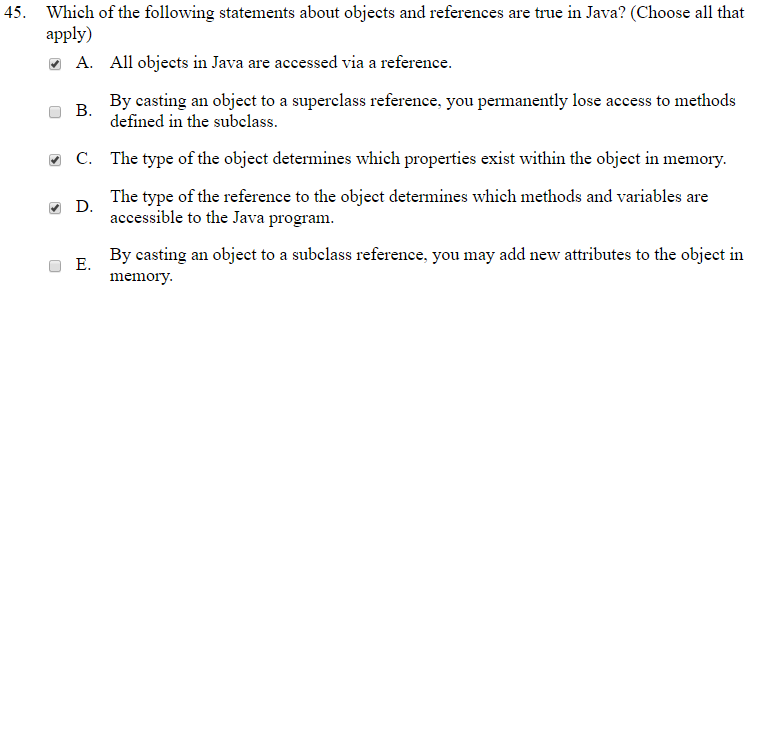 45. Which of the following statements about objects and references are true in Java? (Choose all that
apply)
A. All objects in Java are accessed via a reference.
B. By casting an object to a superclass reference, you permanently lose access to methods
defined in the subclass.
C. The type of the object determines which properties exist within the object in memory.
D. The type of the reference to the object determines which methods and variables are
accessible to the Java program.
E. By casting an object to a subclass reference, you may add new attributes to the object in
memory.